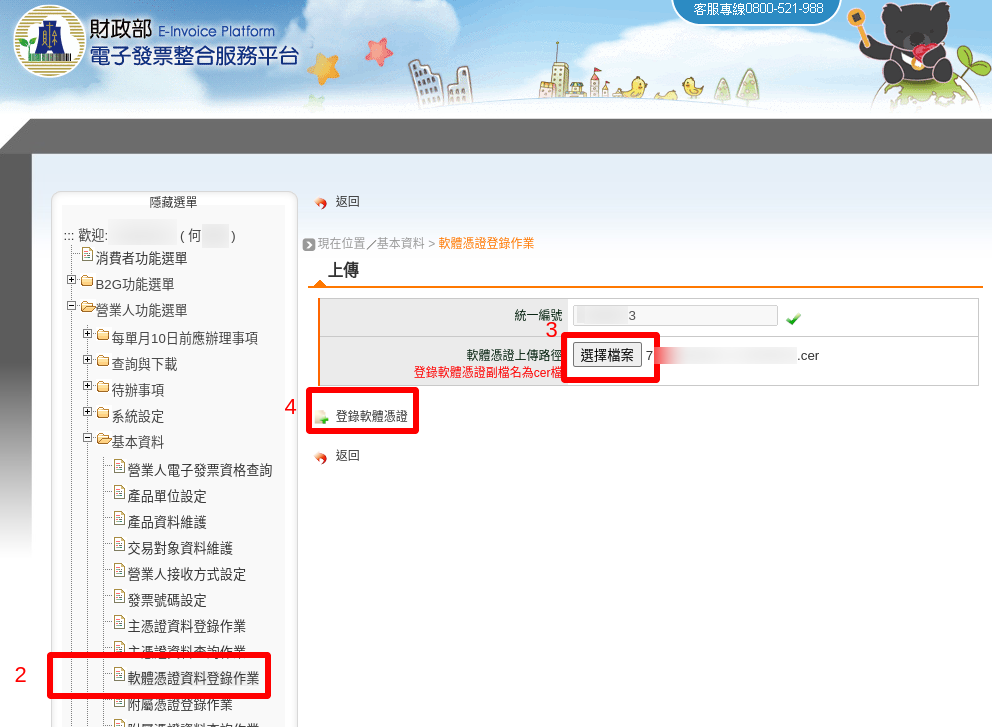 客服專線0800-521-988
財政部 E-Invoice Platform
電子發票整合服務平台
隱藏選單
::: 歡迎: ( 何 )
消費者功能選單
B2G功能選單
營業人功能選單
每單月10日前應辦理事項
查詢與下載
待辦事項
系統設定
基本資料
營業人電子發票資格查詢
產品單位設定
產品資料維護
交易對象資料維護
營業人接收方式設定
發票號碼設定
主憑證資料登錄作業
主憑證資料查詢作業
2 軟體憑證資料登錄作業
附屬憑證登錄作業
附屬憑證資料查詢作業
返回
現在位置／基本資料 > 軟體憑證登錄作業
上傳
統一編號 3
3
軟體憑證上傳路徑 選擇檔案 7 .cer
登錄軟體憑證副檔名為cer檔
4 登錄軟體憑證
返回